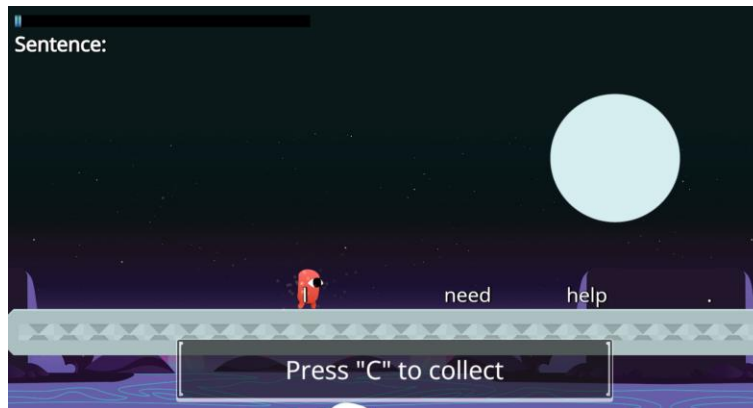 Sentence:
I need help .
Press "C" to collect